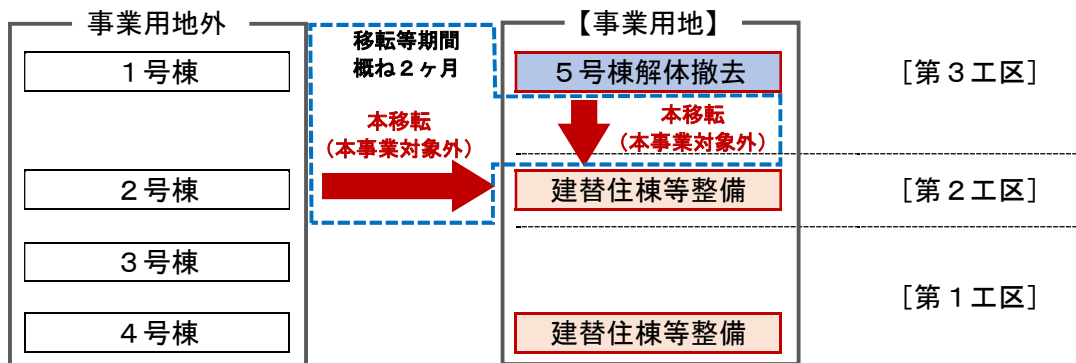 事業用地外
1号棟
2号棟
3号棟
4号棟
移転等期間
概ね2ヶ月
本移転
(本事業対象外)
【事業用地】
5号棟解体撤去
本移転
(本事業対象外)
建替住棟等整備
建替住棟等整備
[第3工区]
[第2工区]
[第1工区]